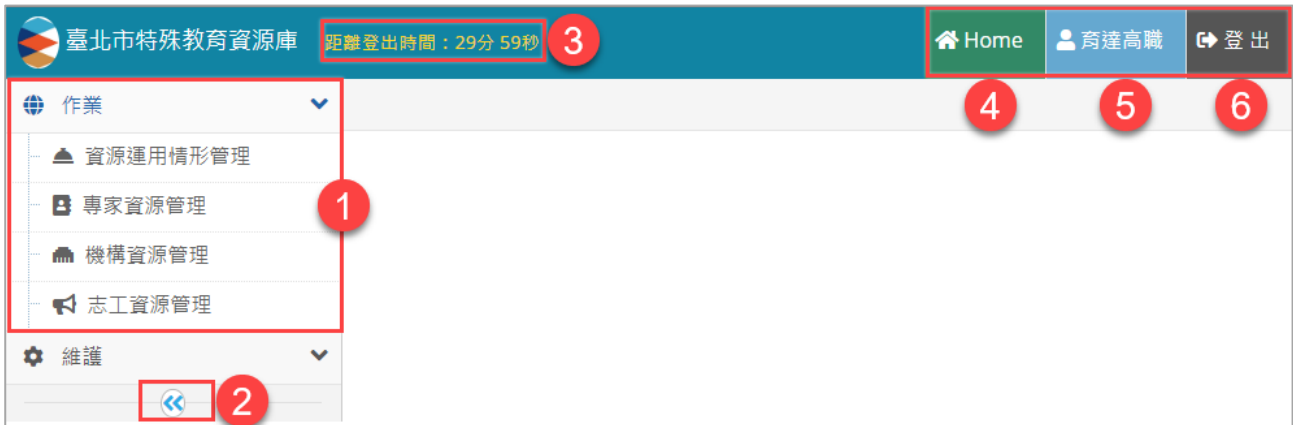 臺北市特殊教育資源庫 距離登出時間：29分 59秒 3 Home 育達高職 登 出
4 5 6
作業
資源運用情形管理
專家資源管理 1
機構資源管理
志工資源管理
維護
2